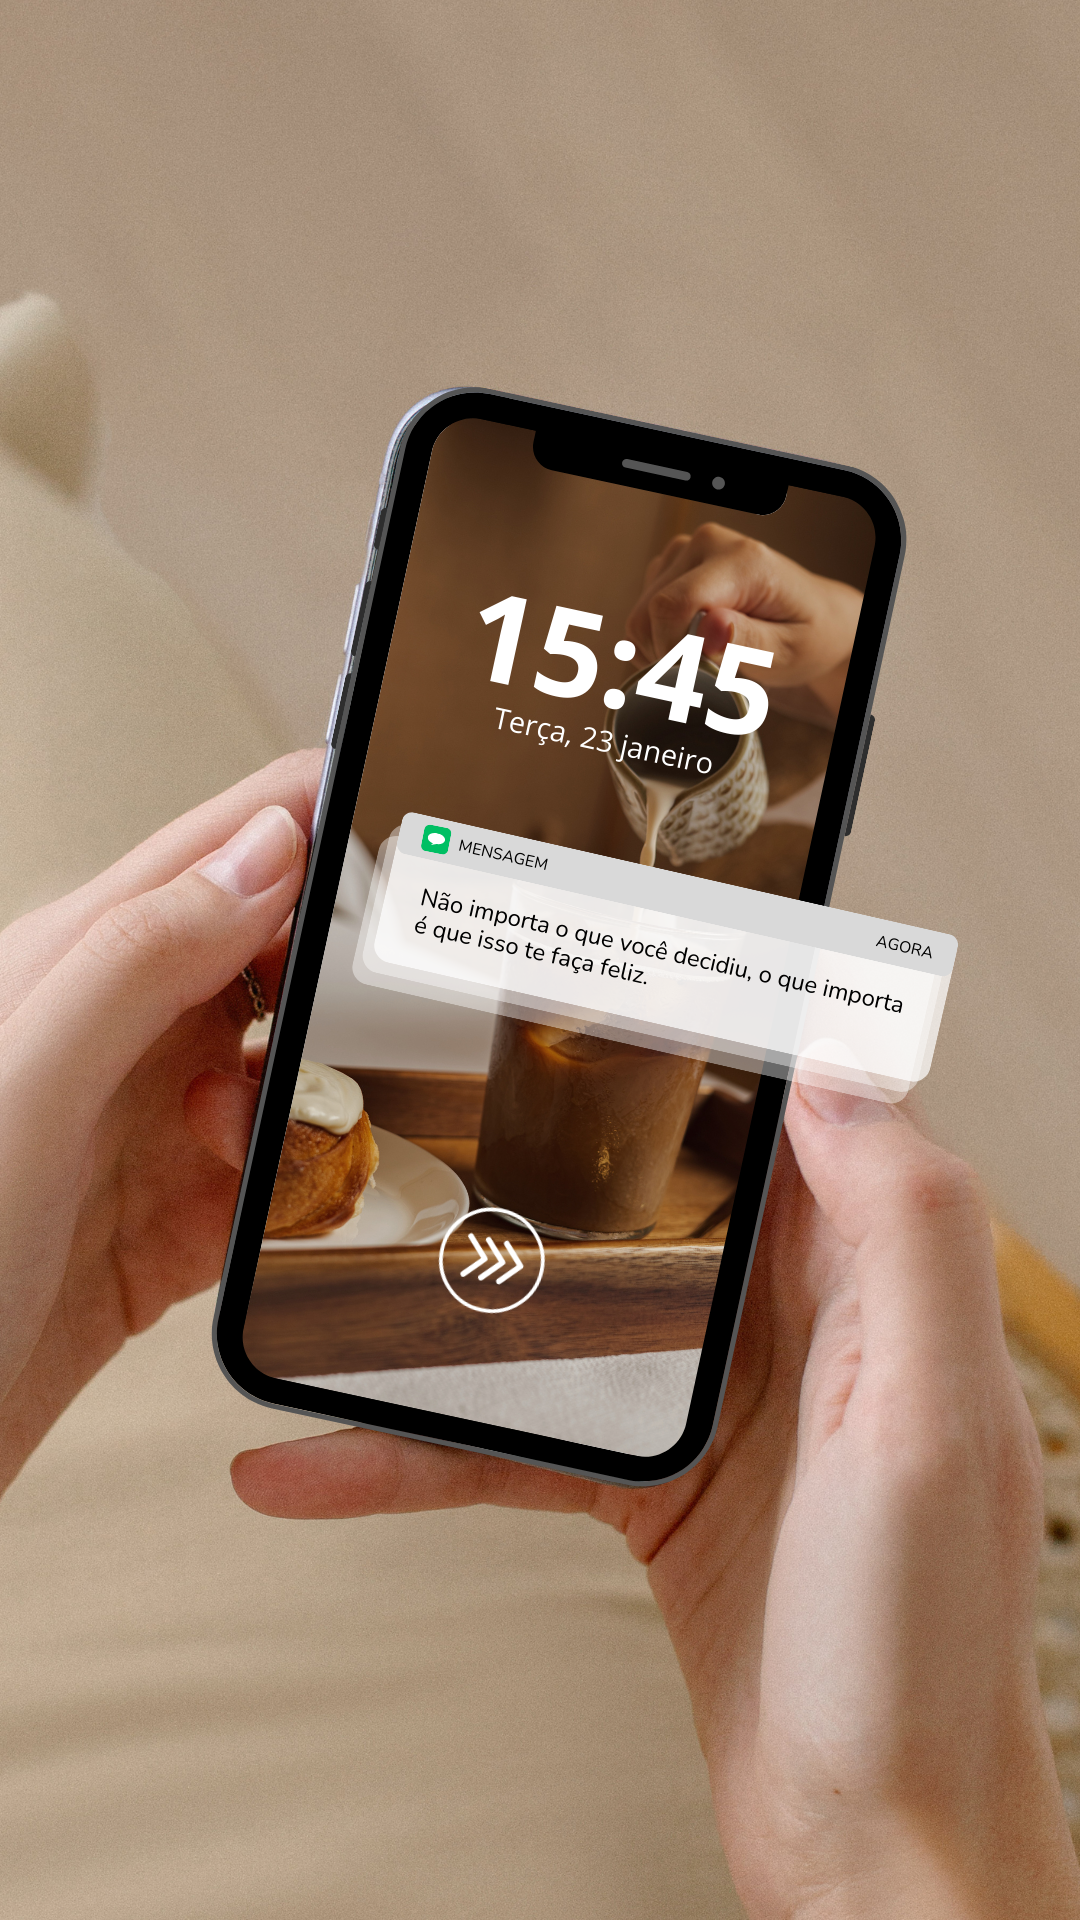 15:45
Terça, 23 janeiro
MENSAGEM
AGORA
Não importa o que você decidiu, o que importa
é que isso te faça feliz.